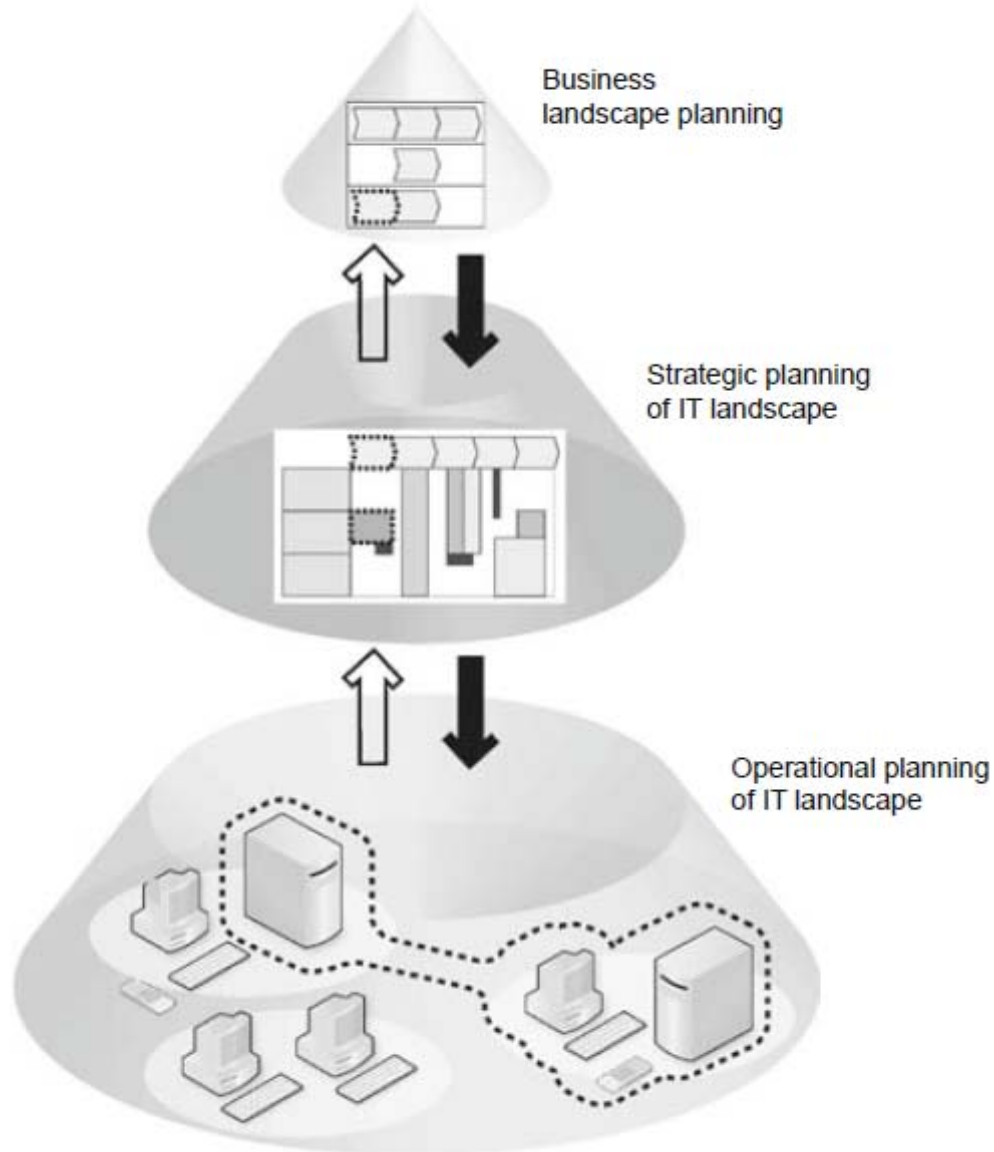 Business
landscape planning
Strategic planning
of IT landscape
Operational planning
of IT landscape